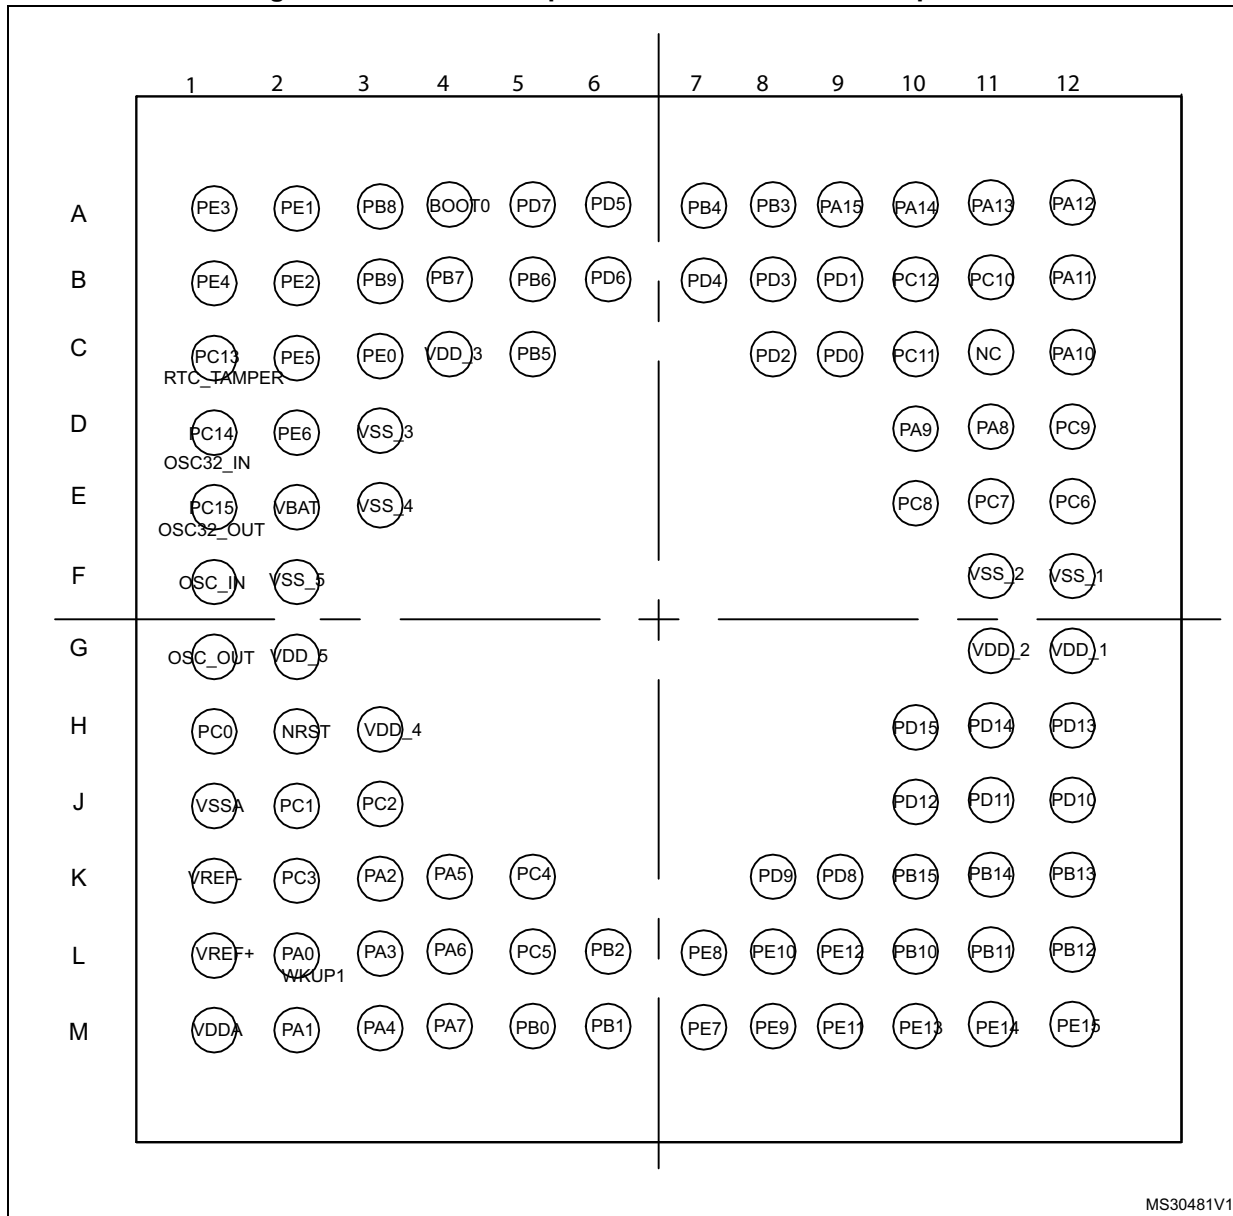 1 2 3 4 5 6 7 8 9 10 11 12
A PE3 PE1 PB8 BOOT0 PD7 PD5 PB4 PB3 PA15 PA14 PA13 PA12
B PE4 PE2 PB9 PB7 PB6 PD6 PD4 PD3 PD1 PC12 PC10 PA11
C PC13 PE5 PE0 VDD_3 PB5 PD2 PD0 PC11 NC PA10
RTC_TAMPER
D PC14 PE6 VSS_3 PA9 PA8 PC9
OSC32_IN
E PC15 VBAT VSS_4 PC8 PC7 PC6
OSC32_OUT
F OSC_IN VSS_5 VSS_2 VSS_1
G OSC_OUT VDD_5 VDD_2 VDD_1
H PC0 NRST VDD_4 PD15 PD14 PD13
J VSSA PC1 PC2 PD12 PD11 PD10
K VREF- PC3 PA2 PA5 PC4 PD9 PD8 PB15 PB14 PB13
L VREF+ PA0 PA3 PA6 PC5 PB2 PE8 PE10 PE12 PB10 PB11 PB12
WKUP1
M VDDA PA1 PA4 PA7 PB0 PB1 PE7 PE9 PE11 PE13 PE14 PE15
MS30481V1